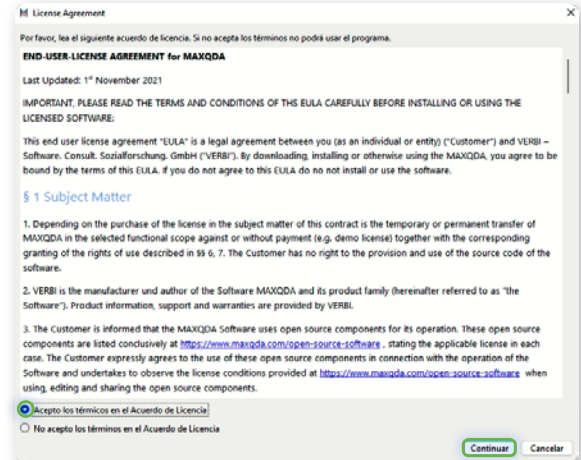 License Agreement
Por favor, lea el siguiente acuerdo de licencia. Si no acepta los términos no podrá usar el programa.
END-USER-LICENSE AGREEMENT for MAXQDA
Last Updated: 1st November 2021
IMPORTANT, PLEASE READ THE TERMS AND CONDITIONS OF THS EULA CAREFULLY BEFORE INSTALLING OR USING THE
LICENSED SOFTWARE:
This end user license agreement "EULA" is a legal agreement between you (as an individual or entity) ("Customer") and VERBI –
Software. Consult. Sozialforschung. GmbH ("VERBI"). By downloading, installing or otherwise using the MAXQDA, you agree to be
bound by the terms of this EULA. If you do not agree to this EULA do no not install or use the software.
§ 1 Subject Matter
1. Depending on the purchase of the license in the subject matter of this contract is the temporary or permanent transfer of
MAXQDA in the selected functional scope against or without payment (e.g. demo license) together with the corresponding
granting of the rights of use described in §§ 6, 7. The Customer has no right to the provision and use of the source code of the
software.
2. VERBI is the manufacturer und author of the Software MAXQDA and its product family (hereinafter referred to as "the
Software"). Product information, support and warranties are provided by VERBI.
3. The Customer is informed that the MAXQDA Software uses open source components for its operation. These open source
components are listed conclusively at https://www.maxqda.com/open-source-software , stating the applicable license in each
case. The Customer expressly agrees to the use of these open source components in connection with the operation of the
Software and undertakes to observe the license conditions provided at https://www.maxqda.com/open-source-software when
using, editing and sharing the open source components.
Acepto los térmicos en el Acuerdo de Licencia
No acepto los términos en el Acuerdo de Licencia
Continuar Cancelar